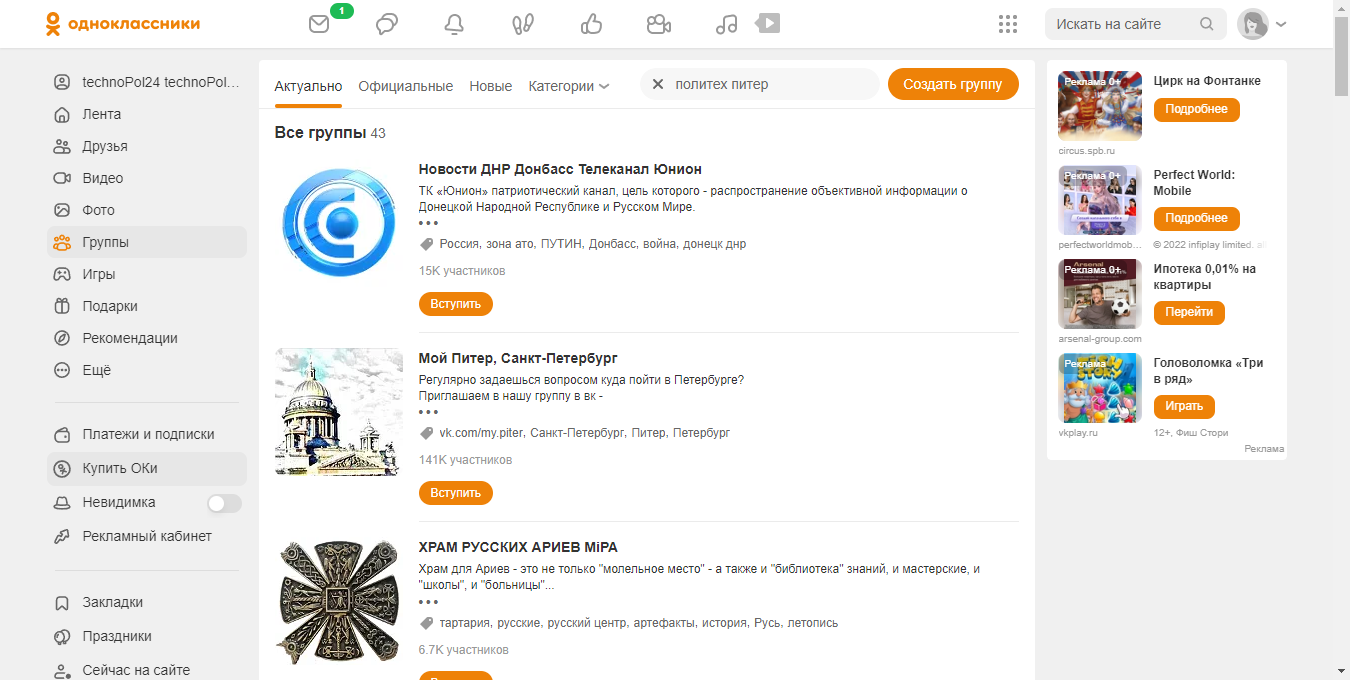 одноклассники
1
Искать на сайте
technoPol24 technoPol…
Лента
Друзья
Видео
Фото
Группы
Игры
Подарки
Рекомендации
Ещё
Платежи и подписки
Купить ОКи
Невидимка
Рекламный кабинет
Закладки
Праздники
Сейчас на сайте
Актуально Официальные Новые Категории
политех питер
Создать группу
Все группы 43
Новости ДНР Донбасс Телеканал Юнион
ТК «Юнион» патриотический канал, цель которого - распространение объективной информации о
Донецкой Народной Республике и Русском Мире.
Россия, зона ато, ПУТИН, Донбасс, война, донецк днр
15K участников
Вступить
Мой Питер, Санкт-Петербург
Регулярно задаешься вопросом куда пойти в Петербурге?
Приглашаем в нашу группу в вк -
vk.com/my.piter, Санкт-Петербург, Питер, Петербург
141K участников
Вступить
ХРАМ РУССКИХ АРИЕВ МiРА
Храм для Ариев - это не только "молельное место" - а также и "библиотека" знаний, и мастерские, и
"школы", и "больницы"...
тартария, русские, русский центр, артефакты, история, Русь, летопись
6.7K участников
Реклама 0+
Цирк на Фонтанке
Подробнее
circus.spb.ru
Реклама 0+
Perfect World:
Mobile
Подробнее
perfectworldmob…
© 2022 infiplay limited. all
Реклама 0+
Ипотека 0,01% на
квартиры
Перейти
arsenal-group.com
Реклама
Головоломка «Три
в ряд»
Играть
vkplay.ru
12+, Фиш Стори
Реклама